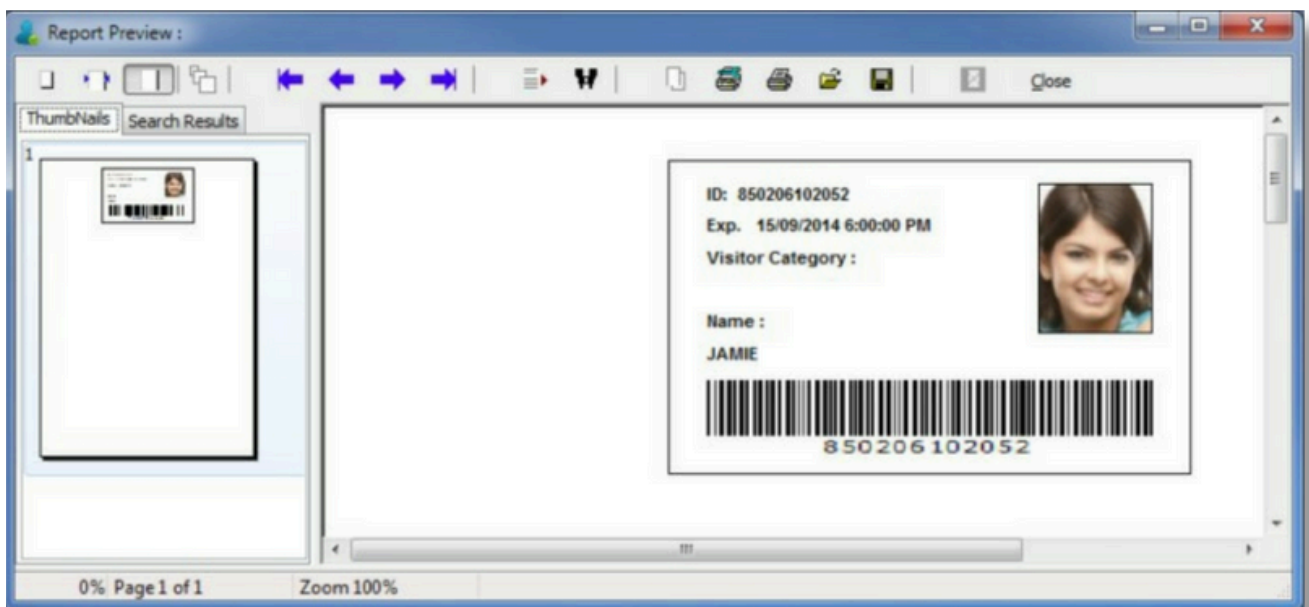 Report Preview :
Close
ThumbNails Search Results
1
ID: 850206102052
Exp. 15/09/2014 6:00:00 PM
Visitor Category :
Name :
JAMIE
850206102052
0% Page 1 of 1 Zoom 100%